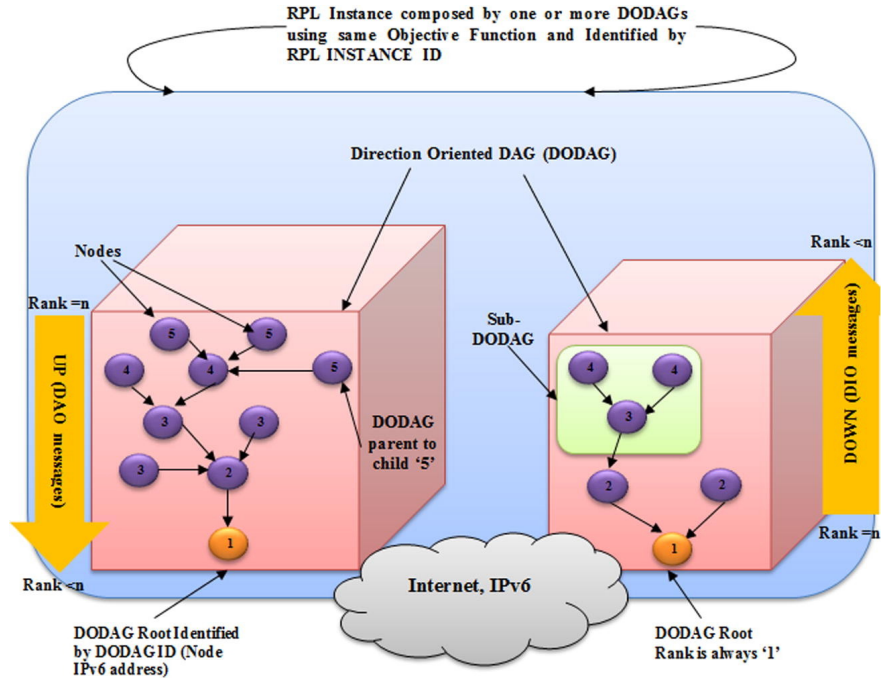 RPL Instance composed by one or more DODAGs
using same Objective Function and Identified by
RPL INSTANCE ID
Direction Oriented DAG (DODAG)
Nodes
Rank =n
Rank <n
Sub-
DODAG
5
5
4
4
5
3
3
3
2
1
4
4
3
2
2
1
UP (DAO messages)
DOWN (DIO messages)
DODAG
parent to
child ‘5’
Rank <n
Rank =n
Internet, IPv6
DODAG Root Identified
by DODAG ID (Node
IPv6 address)
DODAG Root
Rank is always ‘1’